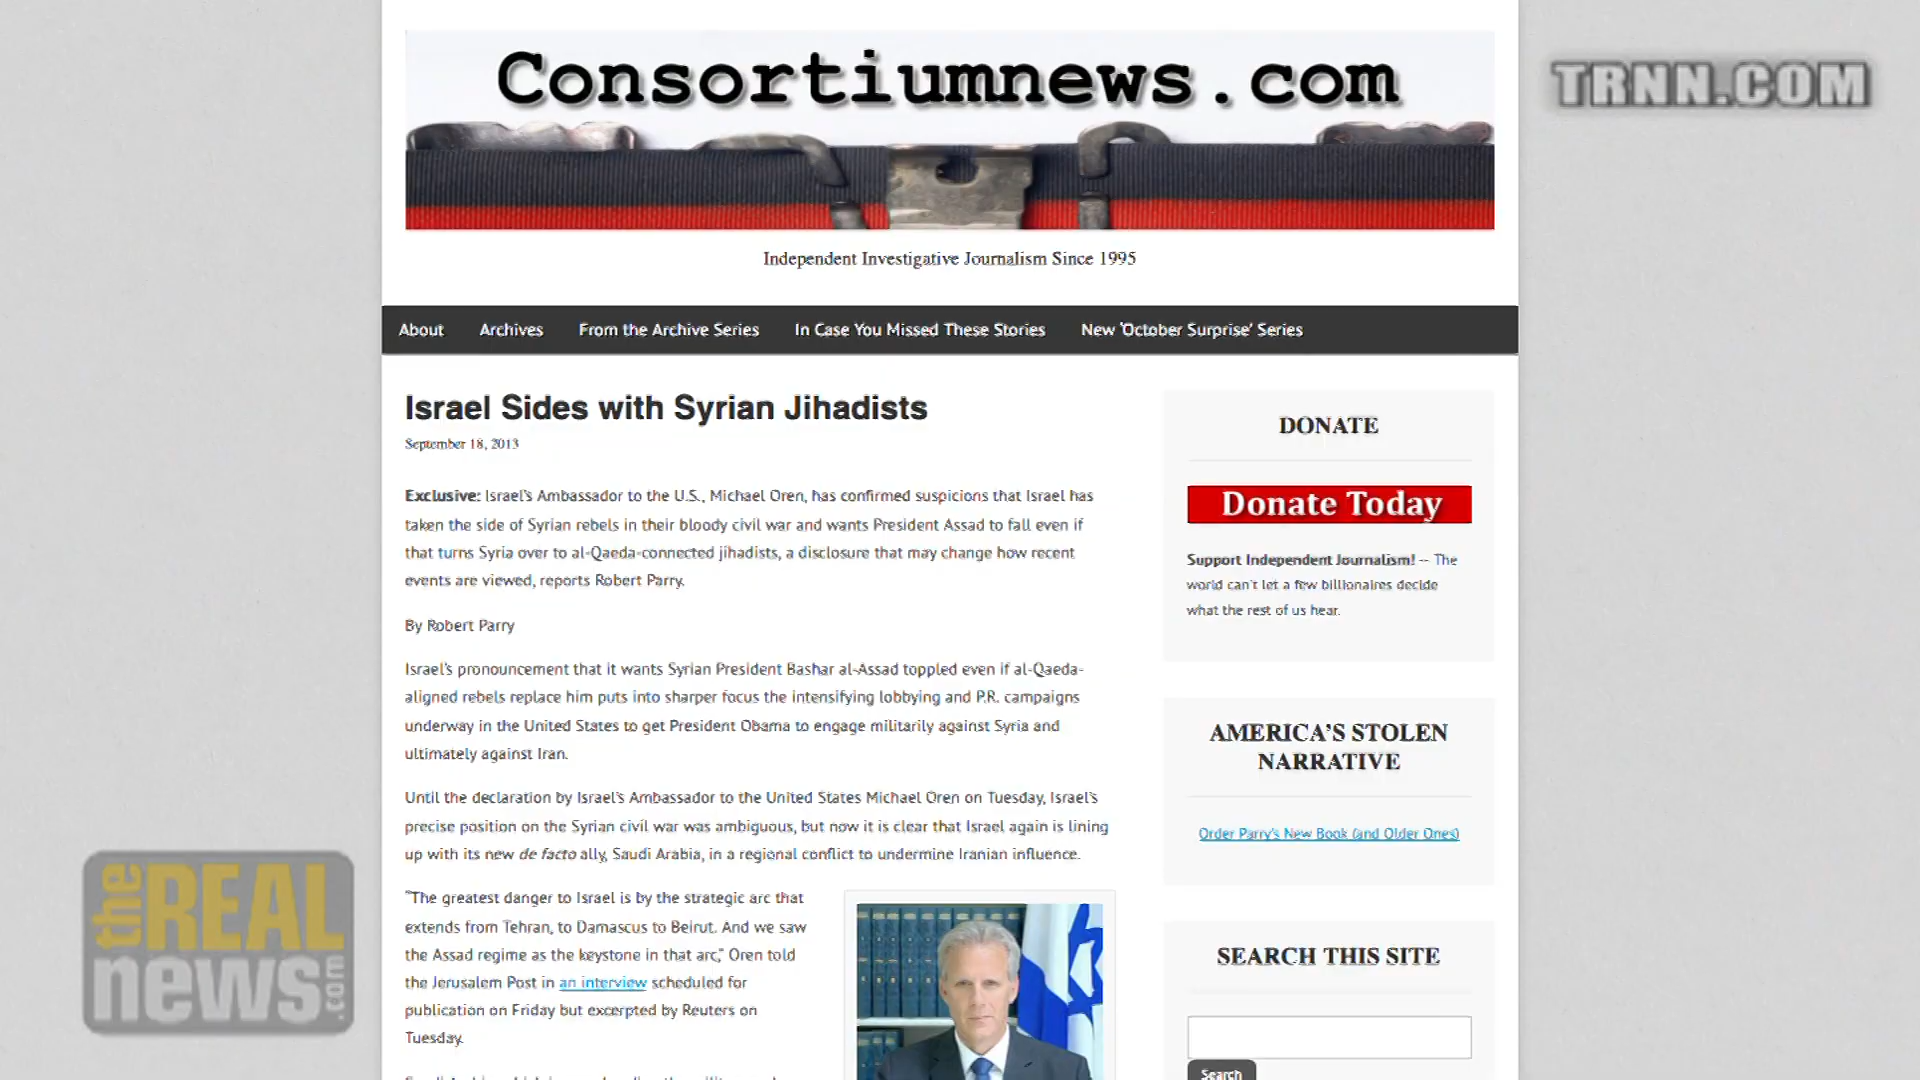 Consortiumnews.com
TRNN.COM
Independent Investigative Journalism Since 1995
About Archives From the Archive Series In Case You Missed These Stories New 'October Surprise' Series
Israel Sides with Syrian Jihadists
September 18, 2013
Exclusive: Israel's Ambassador to the U.S., Michael Oren, has confirmed suspicions that Israel has
taken the side of Syrian rebels in their bloody civil war and wants President Assad to fall even if
that turns Syria over to al-Qaeda-connected jihadists, a disclosure that may change how recent
events are viewed, reports Robert Parry.
By Robert Parry
Israel's pronouncement that it wants Syrian President Bashar al-Assad toppled even if al-Qaeda-
aligned rebels replace him puts into sharper focus the intensifying lobbying and P.R. campaigns
underway in the United States to get President Obama to engage militarily against Syria and
ultimately against Iran.
Until the declaration by Israel's Ambassador to the United States Michael Oren on Tuesday, Israel's
precise position on the Syrian civil war was ambiguous, but now it is clear that Israel again is lining
up with its new de facto ally, Saudi Arabia, in a regional conflict to undermine Iranian influence.
"The greatest danger to Israel is by the strategic arc that
extends from Tehran, to Damascus to Beirut. And we saw
the Assad regime as the keystone in that arc," Oren told
the Jerusalem Post in an interview scheduled for
publication on Friday but excerpted by Reuters on
Tuesday.
DONATE
Donate Today
Support Independent Journalism! -- The
world can't let a few billionaires decide
what the rest of us hear.
AMERICA'S STOLEN
NARRATIVE
Order Parry's New Book (and Older Ones)
SEARCH THIS SITE
Search
the REAL
news.com